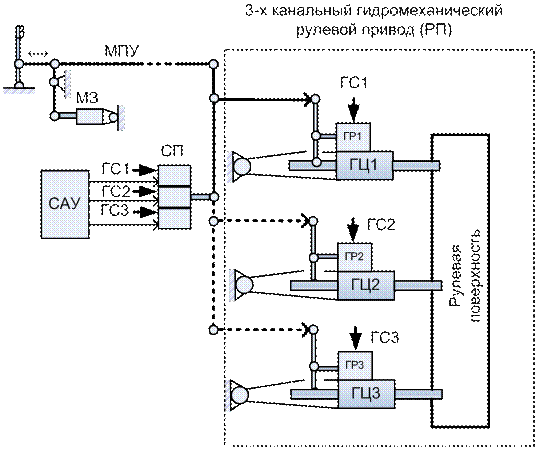 3-х канальный гидромеханический
рулевой привод (РП)
МПУ
МЗ
ГС1
ГР1
ГЦ1
СП
ГС1
ГС2
ГС3
САУ
ГС2
ГР2
ГЦ2
ГС3
ГР3
ГЦ3
Рулевая
поверхность